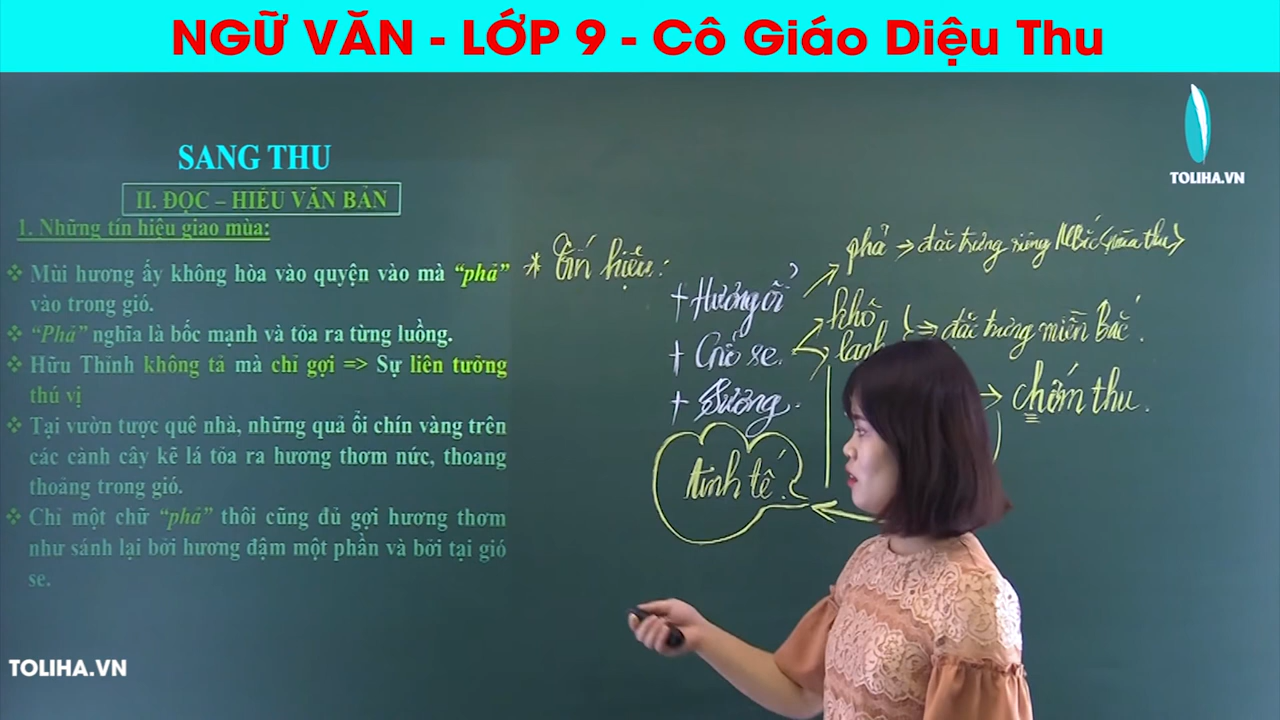 NGỮ VĂN - LỚP 9 - Cô Giáo Diệu Thu
TOLIHA.VN
SANG THU
II. ĐỌC – HIỂU VĂN BẢN
1. Những tín hiệu giao mùa:
❖ Mùi hương ấy không hòa vào quyện vào mà “phả”
vào trong gió.
❖ “Phả” nghĩa là bốc mạnh và tỏa ra từng luồng.
❖ Hữu Thỉnh không tả mà chỉ gợi => Sự liên tưởng
thú vị
❖ Tại vườn tược quê nhà, những quả ổi chín vàng trên
các cành cây kẽ lá tỏa ra hương thơm nức, thoang
thoảng trong gió.
❖ Chỉ một chữ “phả” thôi cũng đủ gợi hương thơm
như sánh lại bởi hương đậm một phần và bởi tại gió
se.
* Tín hiệu:
+ Hương ổi
phả → đặc trưng riêng MBắc (mùa thu)
+ Gió se
khô
lạnh
=> đặc trưng miền Bắc.
+ Sương
→ chớm thu.
tinh tế.
TOLIHA.VN